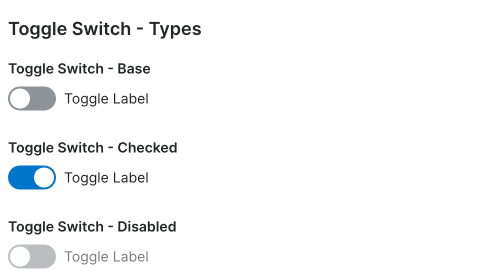 Toggle Switch - Types
Toggle Switch - Base
Toggle Label
Toggle Switch - Checked
Toggle Label
Toggle Switch - Disabled
Toggle Label